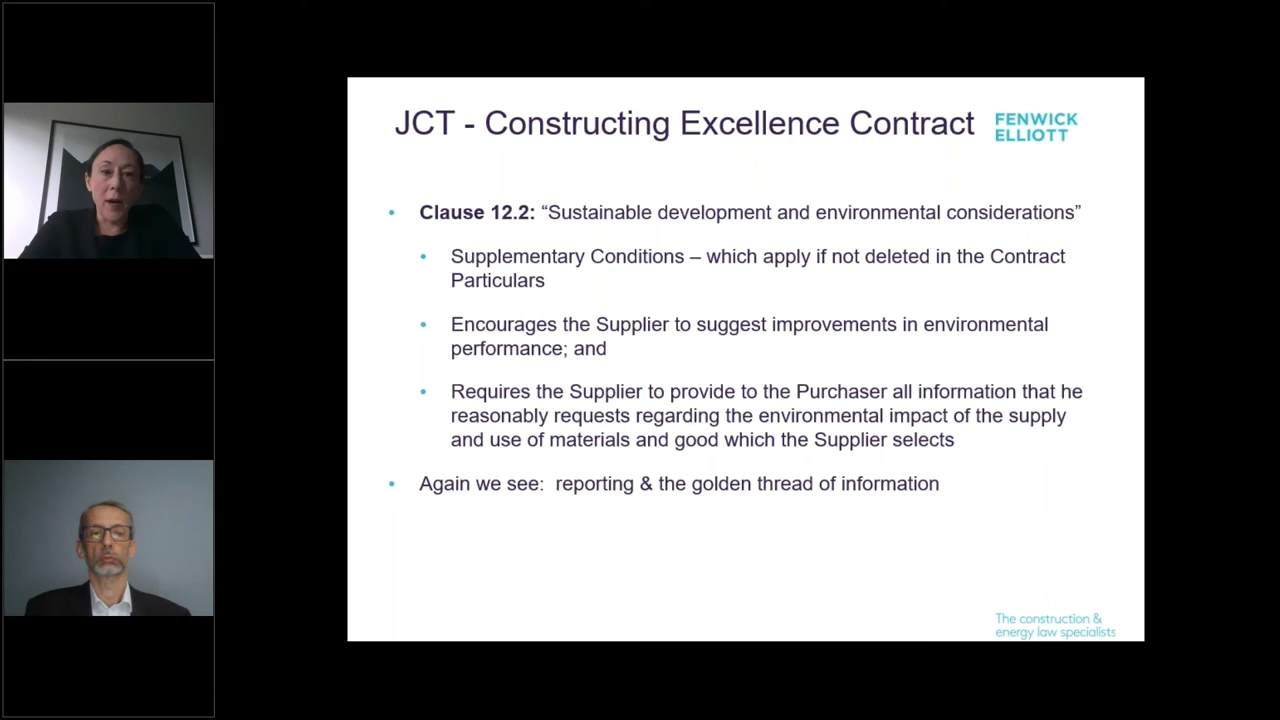 JCT - Constructing Excellence Contract
FENWICK
ELLIOTT
• Clause 12.2: “Sustainable development and environmental considerations”
• Supplementary Conditions – which apply if not deleted in the Contract
Particulars
• Encourages the Supplier to suggest improvements in environmental
performance; and
• Requires the Supplier to provide to the Purchaser all information that he
reasonably requests regarding the environmental impact of the supply
and use of materials and good which the Supplier selects
• Again we see:  reporting & the golden thread of information
The construction &
energy law specialists